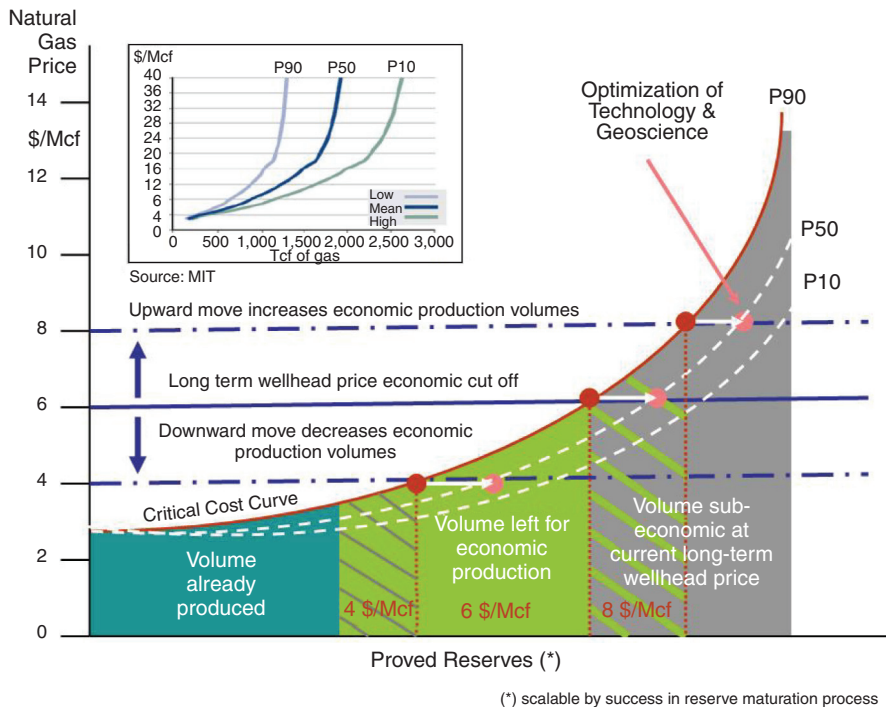 Natural
Gas
Price
$/Mcf
14
12
10
8
6
4
2
0
$/Mcf
40
36
32
28
24
20
16
12
8
4
0
P90
P50
P10
Low
Mean
High
0 500 1,000 1,500 2,000 2,500 3,000
Tcf of gas
Source: MIT
Optimization of
Technology &
Geoscience
P90
P50
P10
Upward move increases economic production volumes
Long term wellhead price economic cut off
Downward move decreases economic
production volumes
Critical Cost Curve
Volume
already
produced
Volume left for
economic
production
Volume sub-
economic at
current long-term
wellhead price
4 $/Mcf
6 $/Mcf
8 $/Mcf
Proved Reserves (*)
(*) scalable by success in reserve maturation process